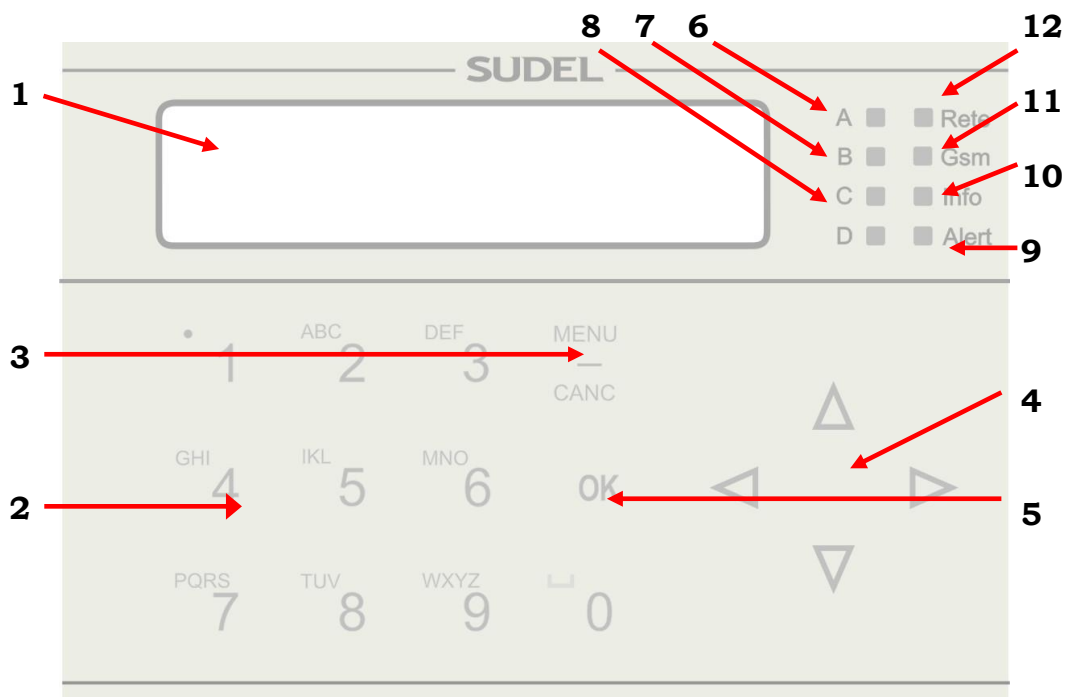 8 7 6 12
SUDEL
1
A Rete 11
B Gsm
C Info 10
D Alert 9
• 1 ABC 2 DEF 3 MENU
3 — CANC
4
GHI 4 IKL 5 MNO 6 OK
2 5
PQRS 7 TUV 8 WXYZ 9 ⌴ 0